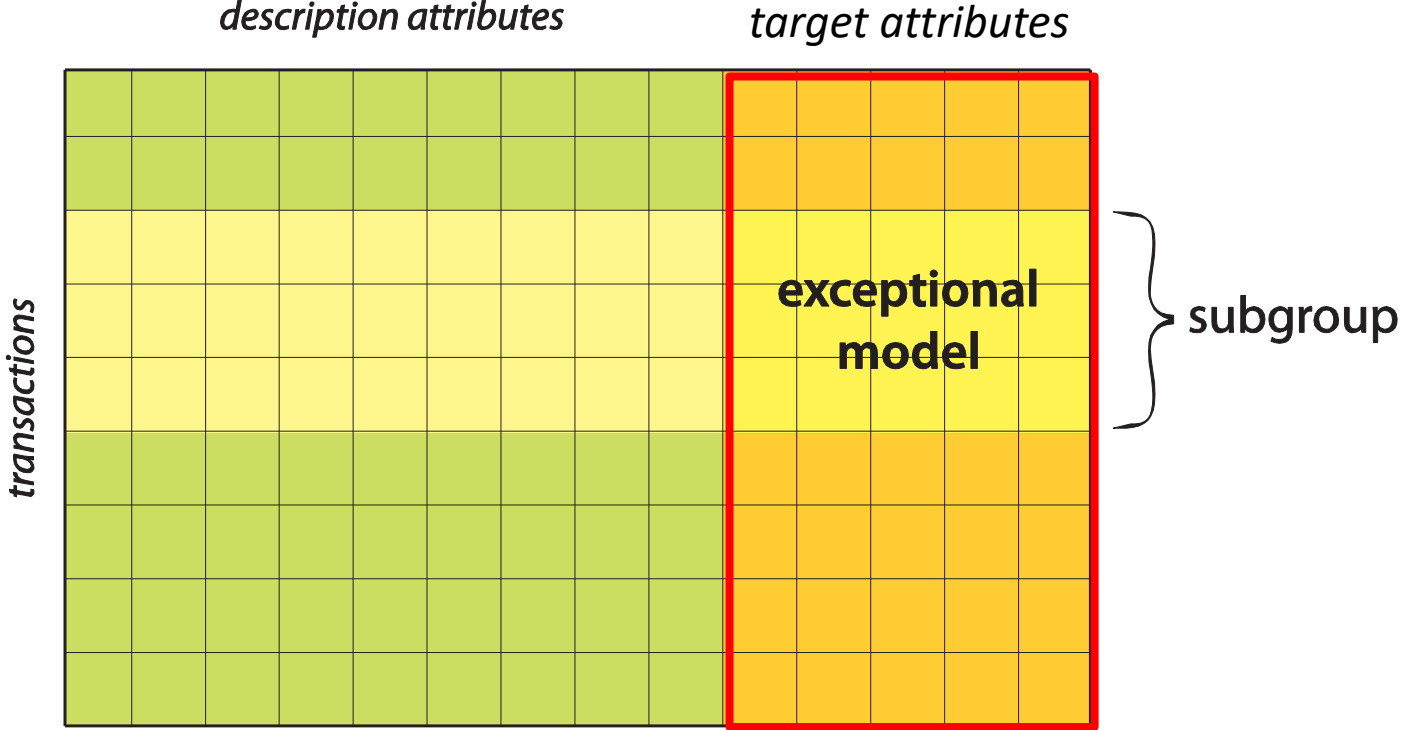 description attributes
target attributes
transactions
exceptional
model
subgroup